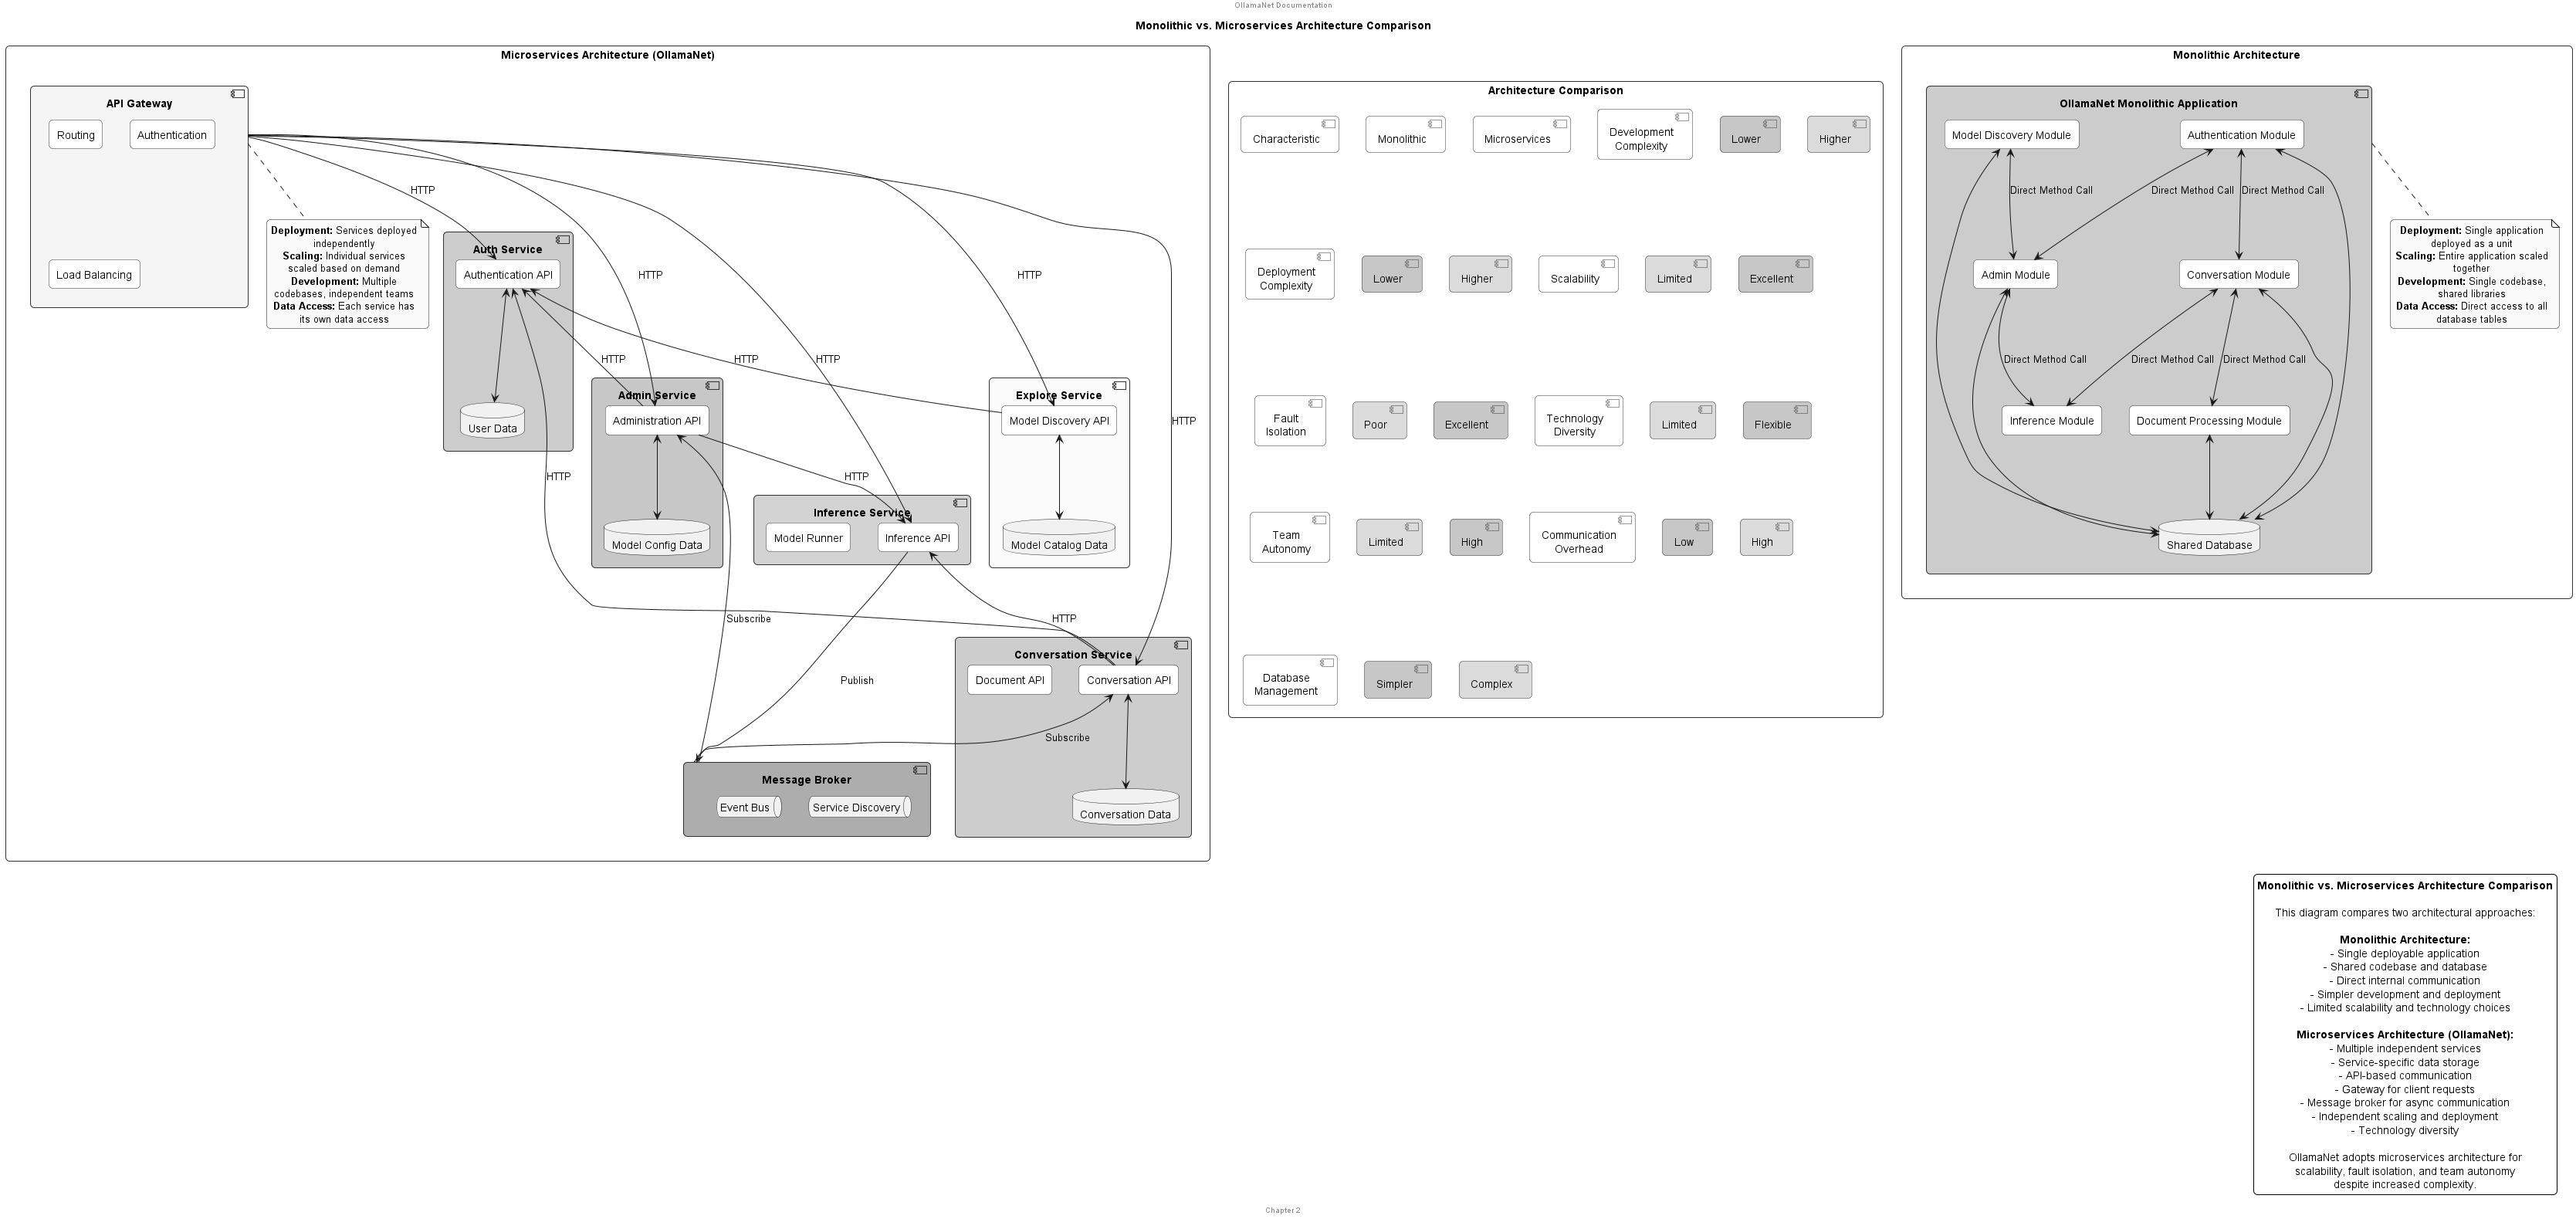 OllamaNet Documentation
Monolithic vs. Microservices Architecture Comparison
Microservices Architecture (OllamaNet)
API Gateway
Routing
Authentication
Load Balancing
HTTP
HTTP
HTTP
HTTP
HTTP
Deployment: Services deployed
independently
Scaling: Individual services
scaled based on demand
Development: Multiple
codebases, independent teams
Data Access: Each service has
its own data access
Auth Service
Authentication API
User Data
HTTP
HTTP
HTTP
Admin Service
Administration API
Model Config Data
HTTP
Explore Service
Model Discovery API
Model Catalog Data
Inference Service
Model Runner
Inference API
Subscribe
HTTP
Publish
Conversation Service
Document API
Conversation API
Subscribe
Conversation Data
Message Broker
Event Bus
Service Discovery
Architecture Comparison
Characteristic
Monolithic
Microservices
Development
Complexity
Lower
Higher
Deployment
Complexity
Lower
Higher
Scalability
Limited
Excellent
Fault
Isolation
Poor
Excellent
Technology
Diversity
Limited
Flexible
Team
Autonomy
Limited
High
Communication
Overhead
Low
High
Database
Management
Simpler
Complex
Monolithic Architecture
OllamaNet Monolithic Application
Model Discovery Module
Authentication Module
Direct Method Call
Direct Method Call
Direct Method Call
Admin Module
Conversation Module
Direct Method Call
Direct Method Call
Direct Method Call
Inference Module
Document Processing Module
Shared Database
Deployment: Single application
deployed as a unit
Scaling: Entire application scaled
together
Development: Single codebase,
shared libraries
Data Access: Direct access to all
database tables
Monolithic vs. Microservices Architecture Comparison
This diagram compares two architectural approaches:
Monolithic Architecture:
- Single deployable application
- Shared codebase and database
- Direct internal communication
- Simpler development and deployment
- Limited scalability and technology choices
Microservices Architecture (OllamaNet):
- Multiple independent services
- Service-specific data storage
- API-based communication
- Gateway for client requests
- Message broker for async communication
- Independent scaling and deployment
- Technology diversity
OllamaNet adopts microservices architecture for
scalability, fault isolation, and team autonomy
despite increased complexity.
Chapter 2